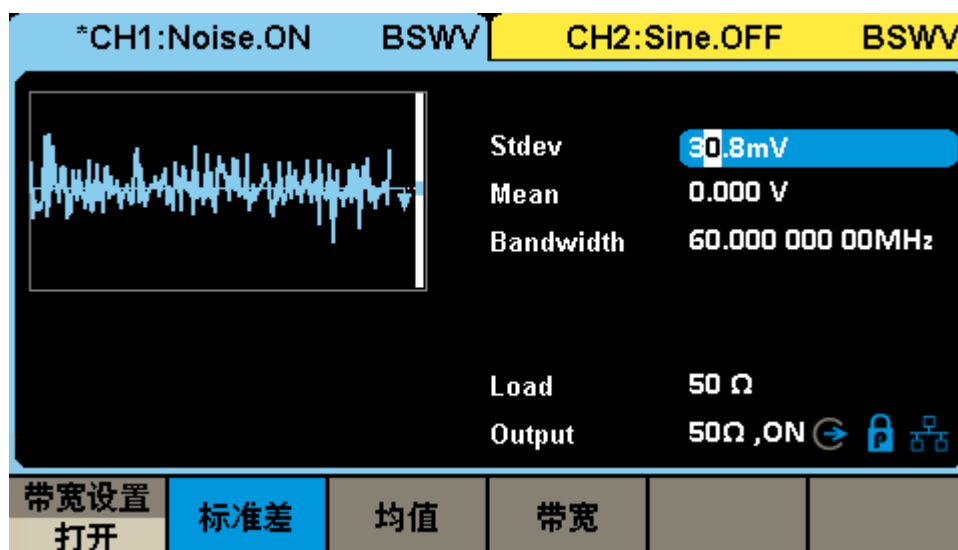 *CH1:Noise.ON BSWV CH2:Sine.OFF BSWV
Stdev 30.8mV
Mean 0.000 V
Bandwidth 60.000 000 00MHz
Load 50 Ω
Output 50Ω ,ON
带宽设置
打开
标准差
均值
带宽